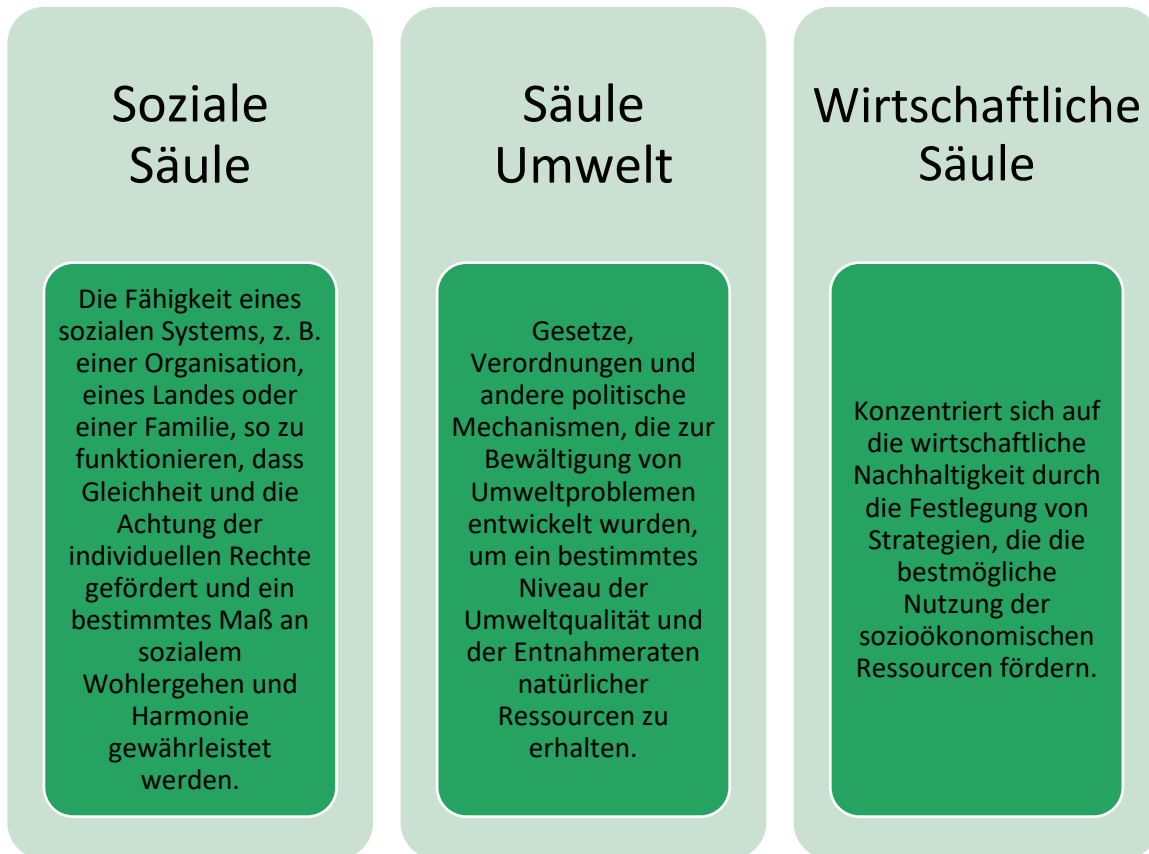 Soziale
Säule
Die Fähigkeit eines
sozialen Systems, z. B.
einer Organisation,
eines Landes oder
einer Familie, so zu
funktionieren, dass
Gleichheit und die
Achtung der
individuellen Rechte
gefördert und ein
bestimmtes Maß an
sozialem
Wohlergehen und
Harmonie
gewährleistet
werden.
Säule
Umwelt
Gesetze,
Verordnungen und
andere politische
Mechanismen, die zur
Bewältigung von
Umweltproblemen
entwickelt wurden,
um ein bestimmtes
Niveau der
Umweltqualität und
der Entnahmeraten
natürlicher
Ressourcen zu
erhalten.
Wirtschaftliche
Säule
Konzentriert sich auf
die wirtschaftliche
Nachhaltigkeit durch
die Festlegung von
Strategien, die die
bestmögliche
Nutzung der
sozioökonomischen
Ressourcen fördern.